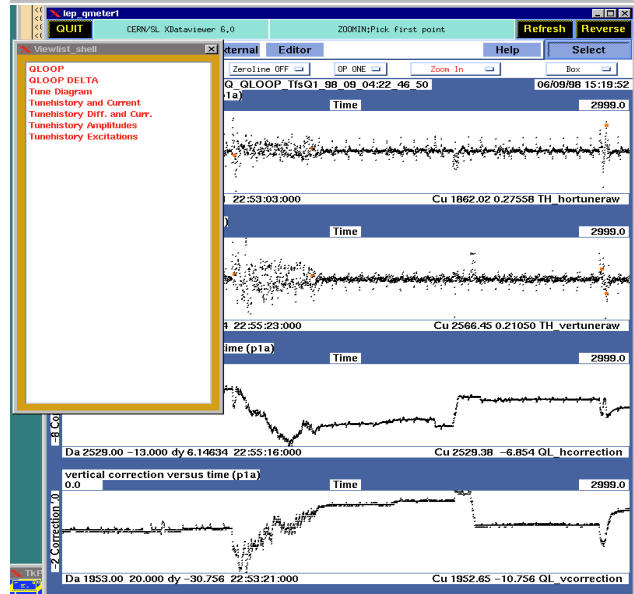 lep_qmeter1
QUIT
CERN/SL XDataviewer 6.0
ZOOMIN:Pick first point
Refresh
Reverse
Viewlist_shell
xternal
Editor
Help
Select
QLOOP
QLOOP DELTA
Tune Diagram
Tunehistory and Current
Tunehistory Diff. and Curr.
Tunehistory Amplitudes
Tunehistory Excitations
Zeroline OFF
OP ONE
Zoom In
Box
Q_QLOOP_TfsQ1_98_09_04:22_46_50
06/09/98 15:19:52
1a)
Time
2999.0
22:53:03:000
Cu 1862.02 0.27558 TH_hortuneraw
Time
2999.0
22:55:23:000
Cu 2566.45 0.21050 TH_vertuneraw
ime (p1a)
Time
2999.0
Da 2529.00 -13.000 dy 6.14634 22:55:16:000
Cu 2529.38 -6.854 QL_hcorrection
vertical correction versus time (p1a)
0.0
Time
2999.0
-2 Correction
Da 1953.00 20.000 dy -30.756 22:53:21:000
Cu 1952.65 -10.756 QL_vcorrection